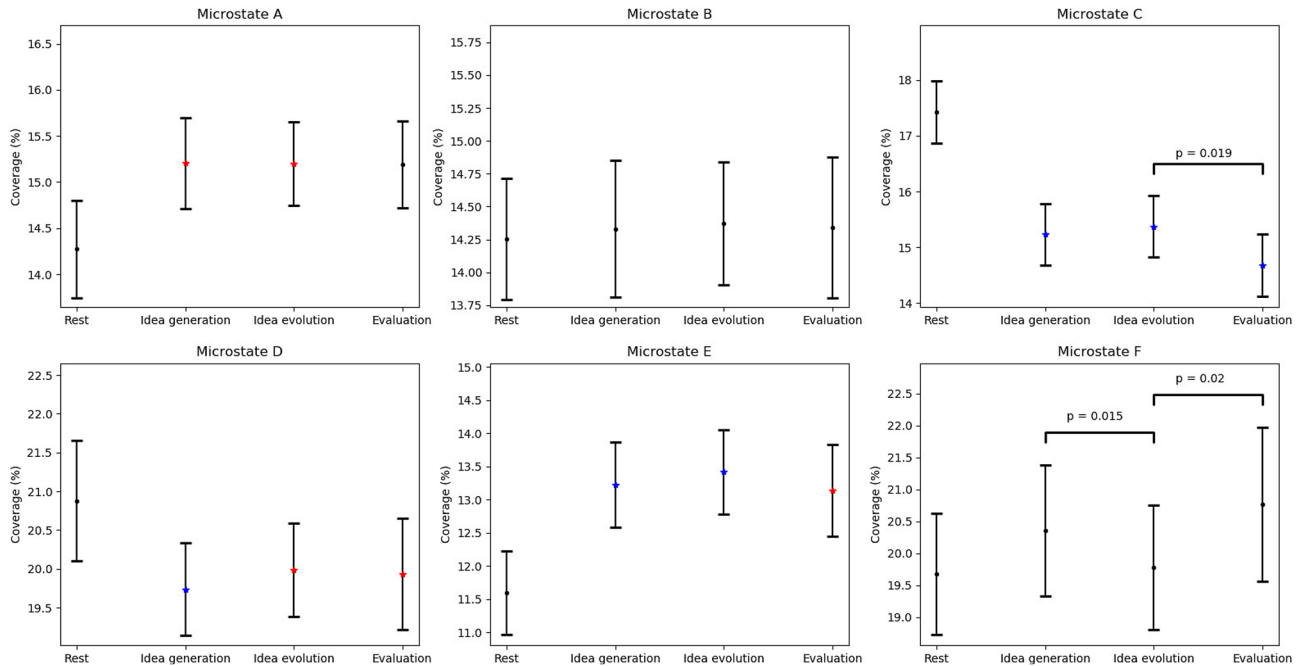 Microstate A
Coverage (%)
16.5
16.0
15.5
15.0
14.5
14.0
Rest
Idea generation
Idea evolution
Evaluation
Microstate B
Coverage (%)
15.75
15.50
15.25
15.00
14.75
14.50
14.25
14.00
13.75
Rest
Idea generation
Idea evolution
Evaluation
Microstate C
Coverage (%)
18
17
16
15
14
p = 0.019
Rest
Idea generation
Idea evolution
Evaluation
Microstate D
Coverage (%)
22.5
22.0
21.5
21.0
20.5
20.0
19.5
Rest
Idea generation
Idea evolution
Evaluation
Microstate E
Coverage (%)
15.0
14.5
14.0
13.5
13.0
12.5
12.0
11.5
11.0
Rest
Idea generation
Idea evolution
Evaluation
Microstate F
Coverage (%)
22.5
22.0
21.5
21.0
20.5
20.0
19.5
19.0
p = 0.02
p = 0.015
Rest
Idea generation
Idea evolution
Evaluation